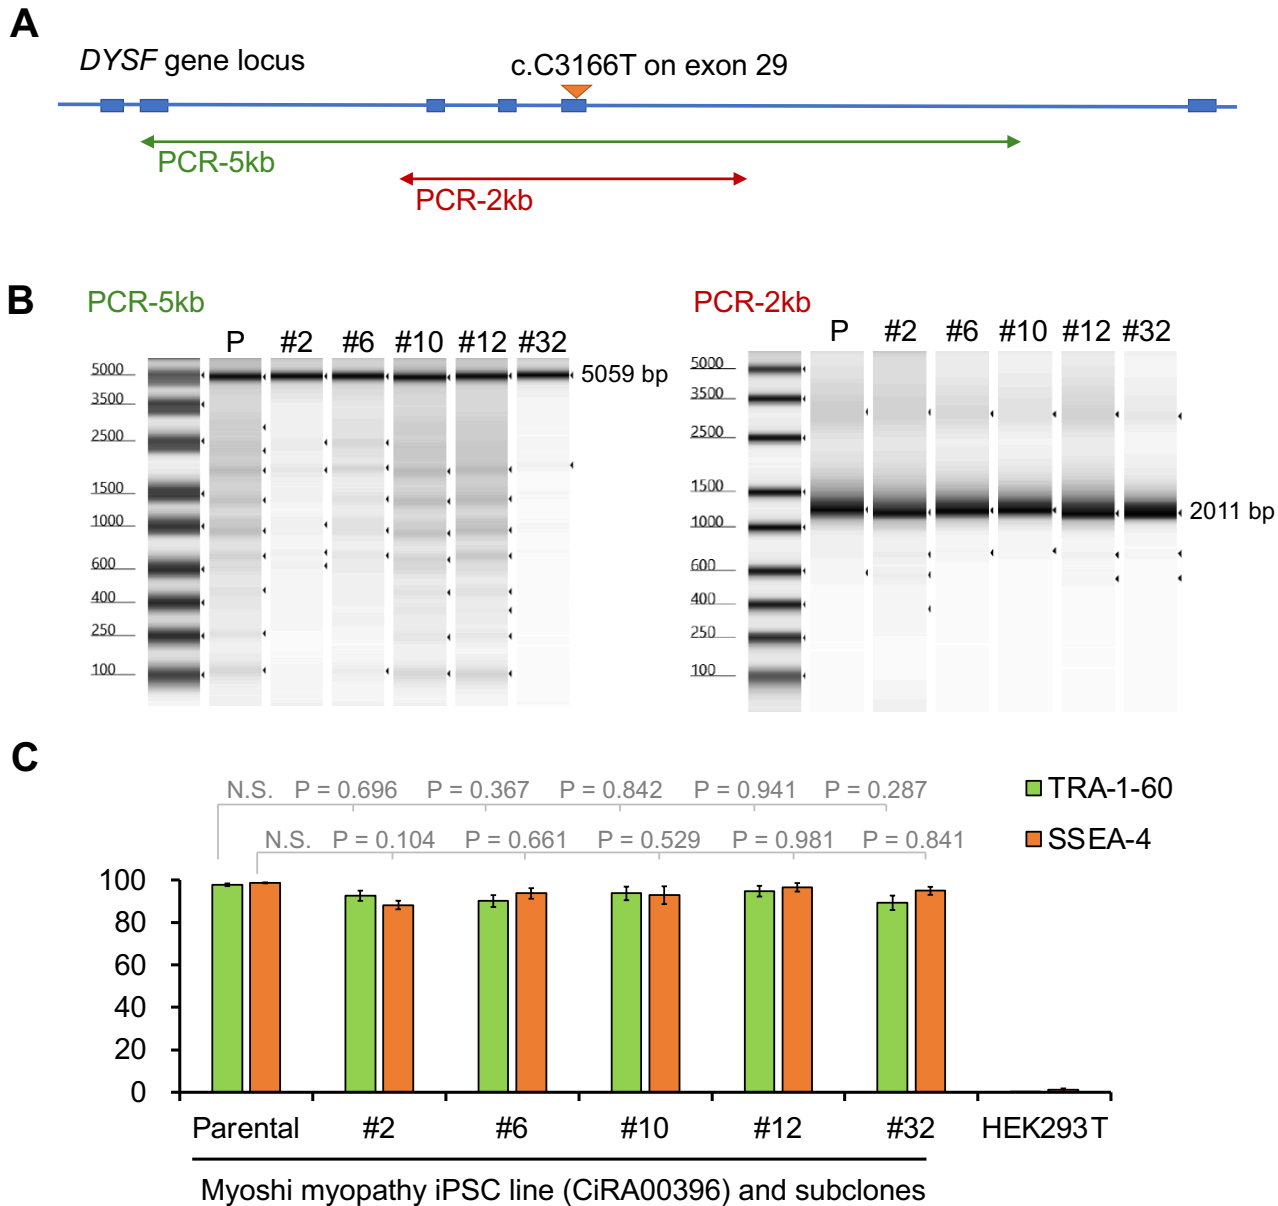 A
DYSF gene locus
c.C3166T on exon 29
PCR-5kb
PCR-2kb
B
PCR-5kb
P #2 #6 #10 #12 #32
5000
3500
2500
1500
1000
600
400
250
100
5059 bp
PCR-2kb
P #2 #6 #10 #12 #32
5000
3500
2500
1500
1000
600
400
250
100
2011 bp
C
N.S. P = 0.696 P = 0.367 P = 0.842 P = 0.941 P = 0.287
N.S. P = 0.104 P = 0.661 P = 0.529 P = 0.981 P = 0.841
TRA-1-60
SSEA-4
100
80
60
40
20
0
Parental #2 #6 #10 #12 #32 HEK293T
Myoshi myopathy iPSC line (CiRA00396) and subclones